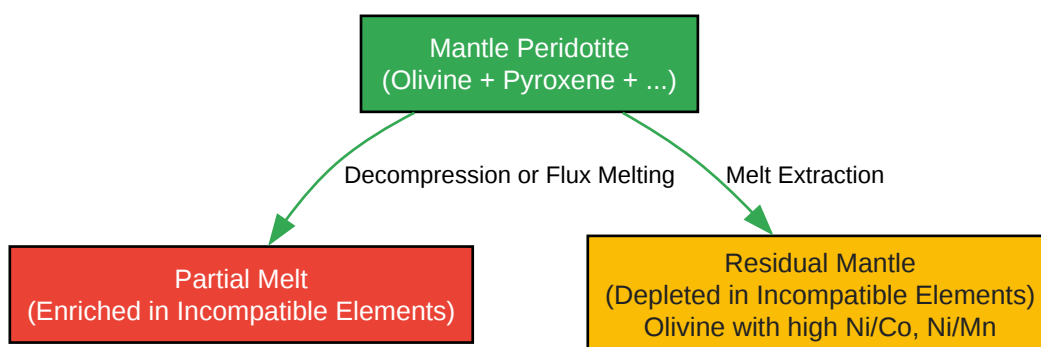 Mantle Peridotite
(Olivine + Pyroxene + ...)
Decompression or Flux Melting
Melt Extraction
Partial Melt
(Enriched in Incompatible Elements)
Residual Mantle
(Depleted in Incompatible Elements)
Olivine with high Ni/Co, Ni/Mn